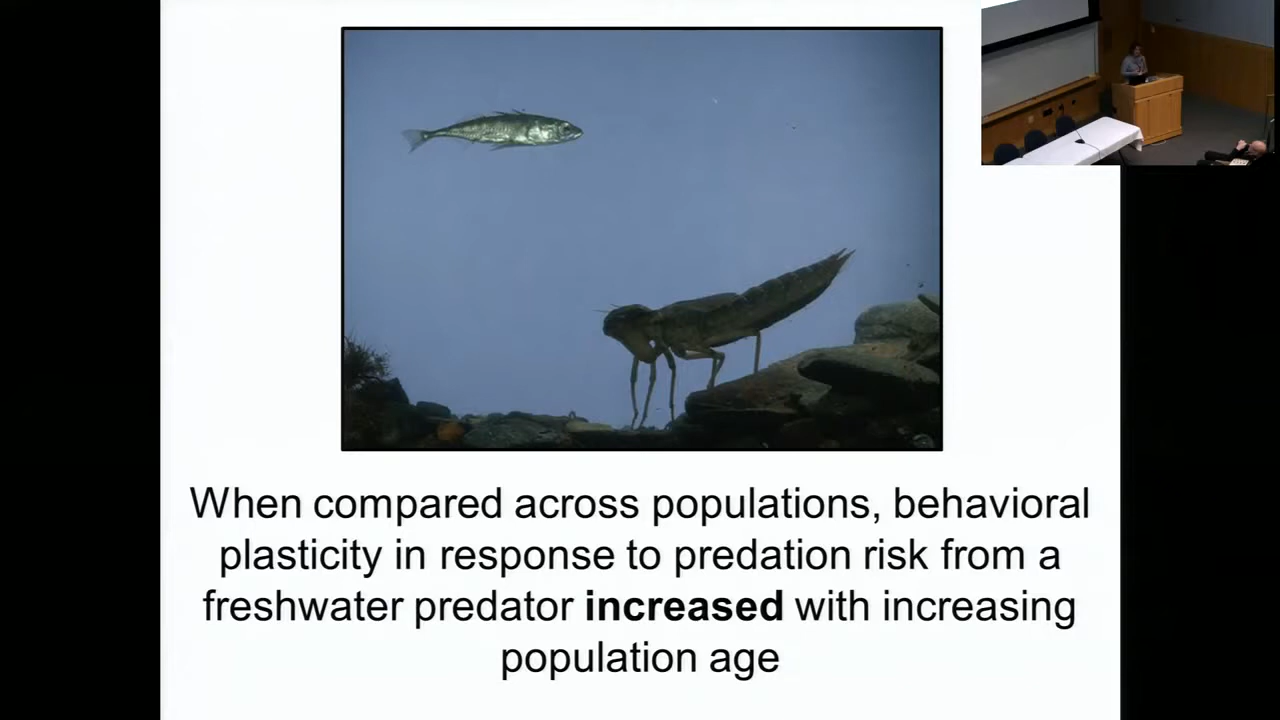 When compared across populations, behavioral
plasticity in response to predation risk from a
freshwater predator increased with increasing
population age